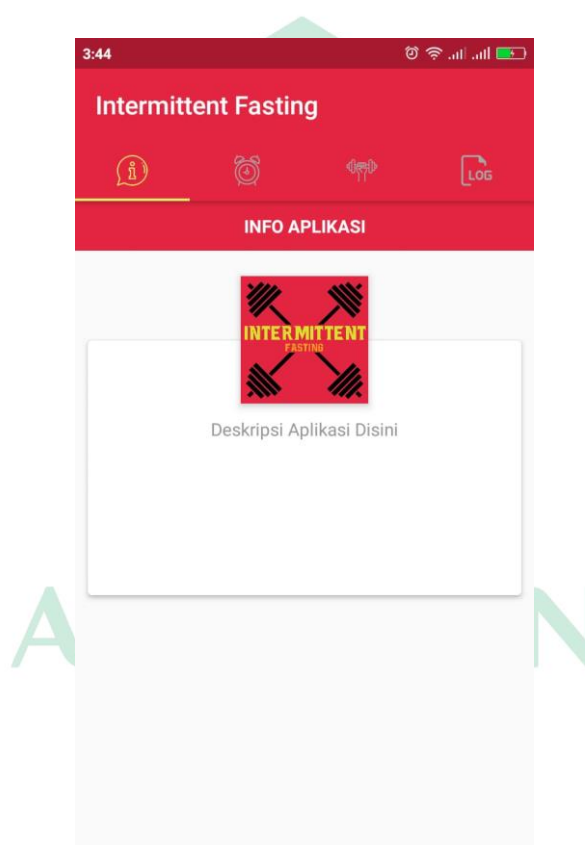 3:44
Intermittent Fasting
LOG
INFO APLIKASI
INTERMITTENT
FASTING
Deskripsi Aplikasi Disini
A
N